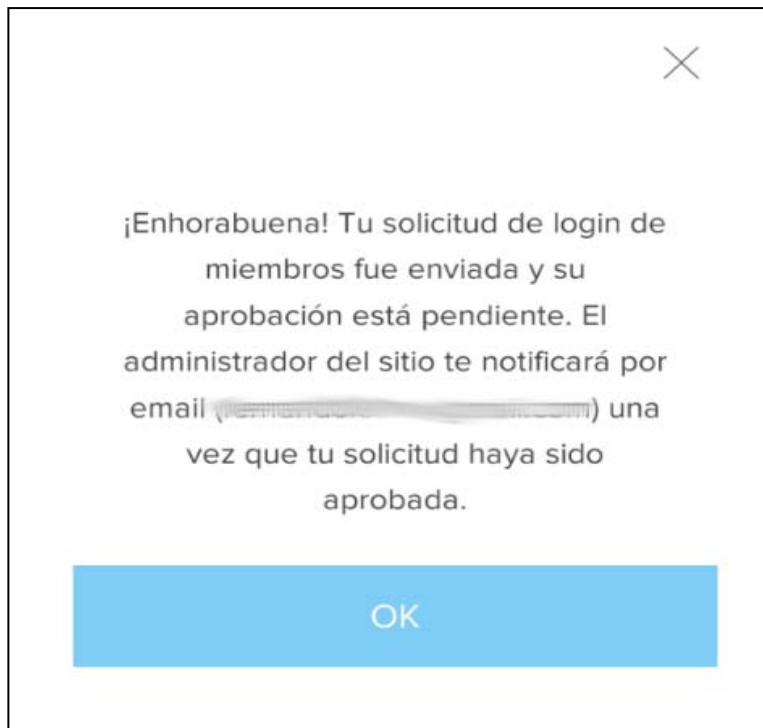 ¡Enhorabuena! Tu solicitud de login de
miembros fue enviada y su
aprobación está pendiente. El
administrador del sitio te notificará por
email ( ) una
vez que tu solicitud haya sido
aprobada.
OK